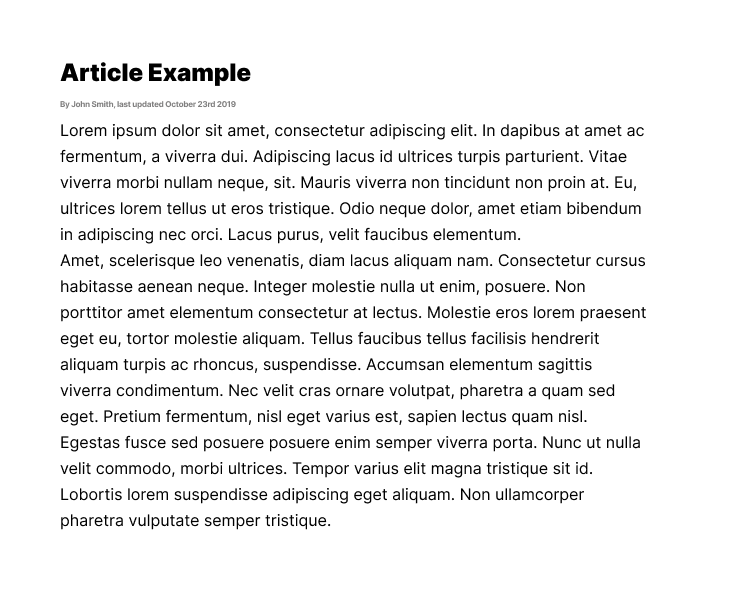 Article Example
By John Smith, last updated October 23rd 2019
Lorem ipsum dolor sit amet, consectetur adipiscing elit. In dapibus at amet ac
fermentum, a viverra dui. Adipiscing lacus id ultrices turpis parturient. Vitae
viverra morbi nullam neque, sit. Mauris viverra non tincidunt non proin at. Eu,
ultrices lorem tellus ut eros tristique. Odio neque dolor, amet etiam bibendum
in adipiscing nec orci. Lacus purus, velit faucibus elementum.
Amet, scelerisque leo venenatis, diam lacus aliquam nam. Consectetur cursus
habitasse aenean neque. Integer molestie nulla ut enim, posuere. Non
porttitor amet elementum consectetur at lectus. Molestie eros lorem praesent
eget eu, tortor molestie aliquam. Tellus faucibus tellus facilisis hendrerit
aliquam turpis ac rhoncus, suspendisse. Accumsan elementum sagittis
viverra condimentum. Nec velit cras ornare volutpat, pharetra a quam sed
eget. Pretium fermentum, nisl eget varius est, sapien lectus quam nisl.
Egestas fusce sed posuere posuere enim semper viverra porta. Nunc ut nulla
velit commodo, morbi ultrices. Tempor varius elit magna tristique sit id.
Lobortis lorem suspendisse adipiscing eget aliquam. Non ullamcorper
pharetra vulputate semper tristique.